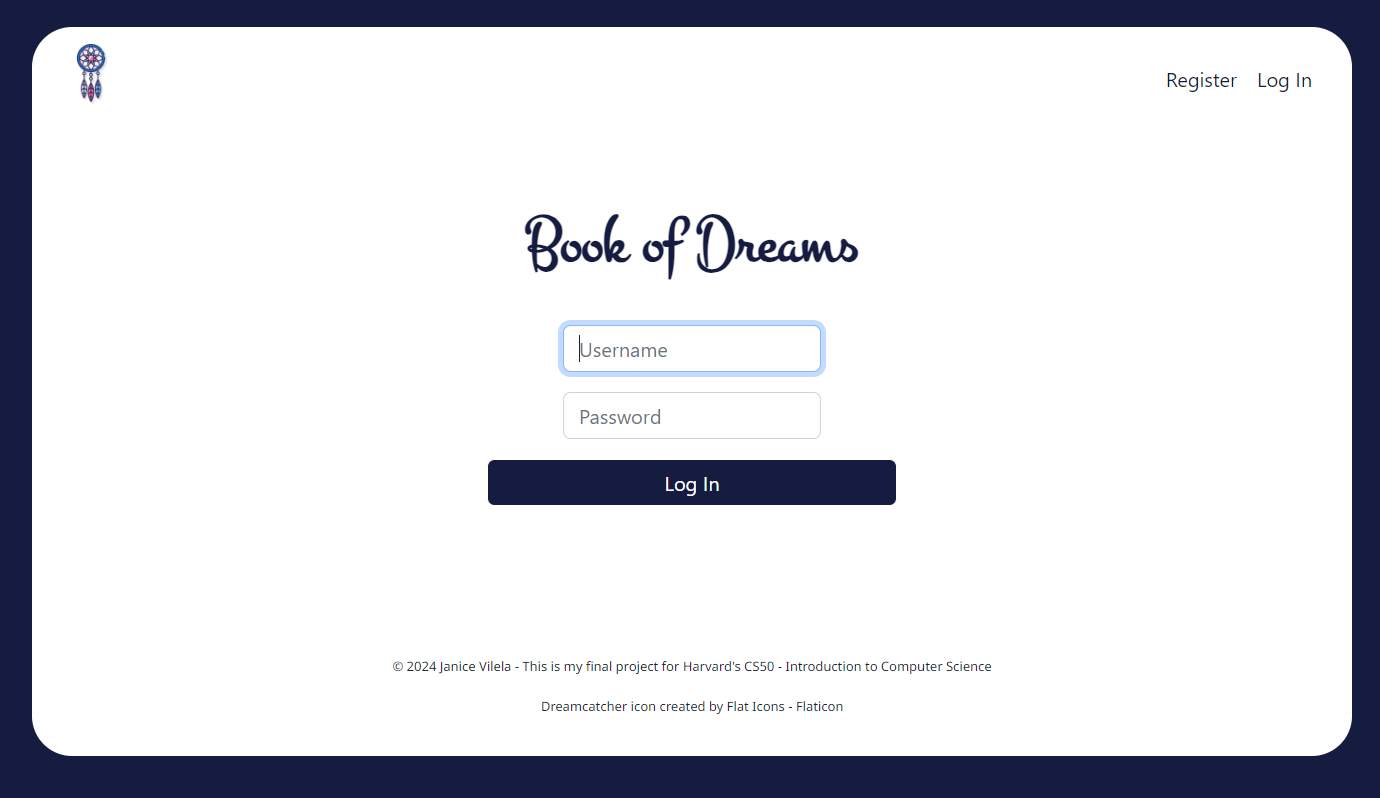 Register Log In
Book of Dreams
Username
Password
Log In
© 2024 Janice Vilela - This is my final project for Harvard's CS50 - Introduction to Computer Science
Dreamcatcher icon created by Flat Icons - Flaticon